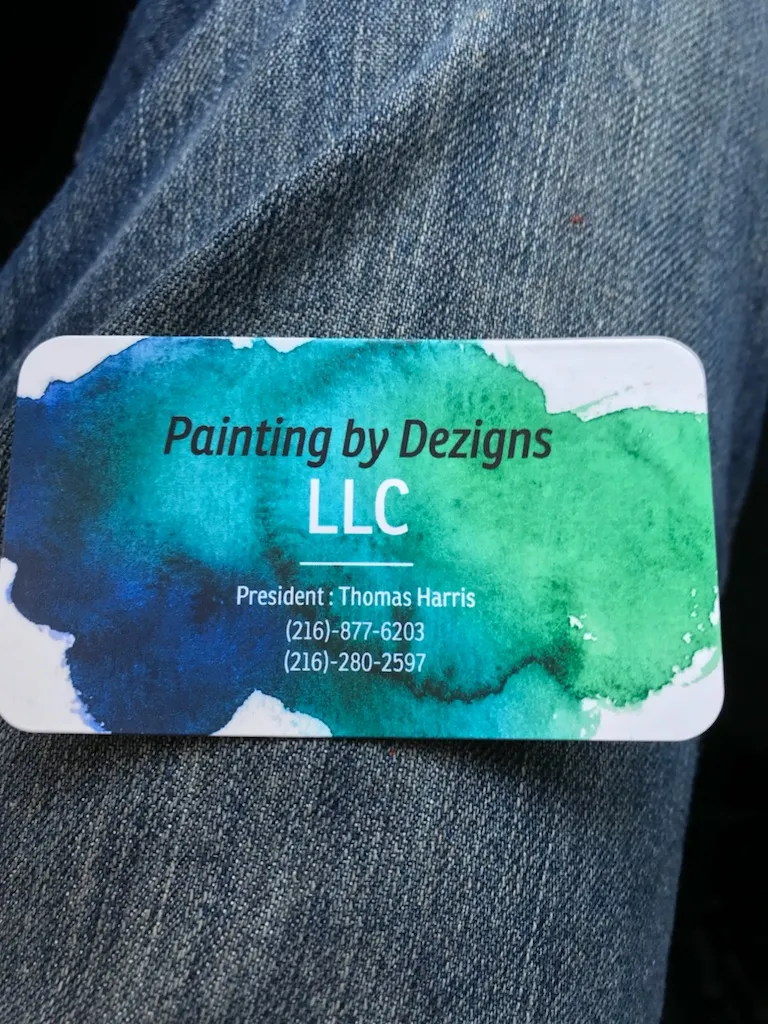 Painting by Dezigns
LLC
President : Thomas Harris
(216)-877-6203
(216)-280-2597